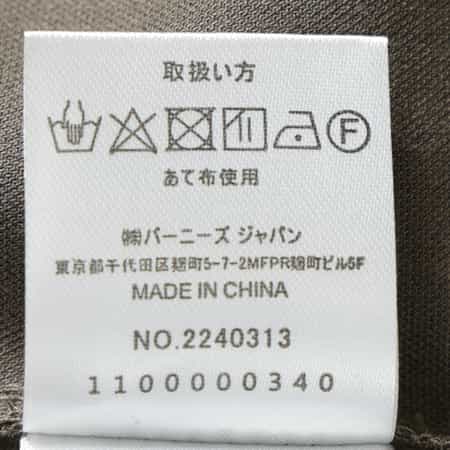 取扱い方
F
あて布使用
㈱バーニーズ ジャパン
東京都千代田区麹町5-7-2MFPR麹町ビル5F
MADE IN CHINA
NO.2240313
1100000340